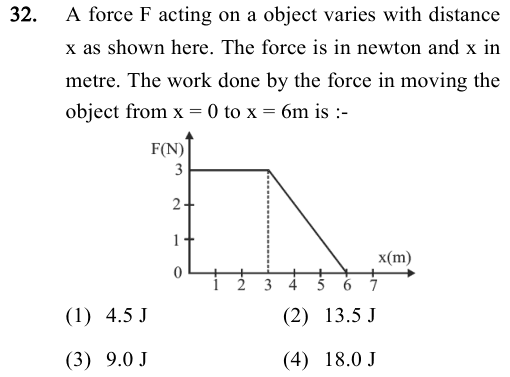 32. A force F acting on a object varies with distance
x as shown here. The force is in newton and x in
metre. The work done by the force in moving the
object from x = 0 to x = 6m is :-
F(N)
3
2
1
0
x(m)
1 2 3 4 5 6 7
(1) 4.5 J (2) 13.5 J
(3) 9.0 J (4) 18.0 J